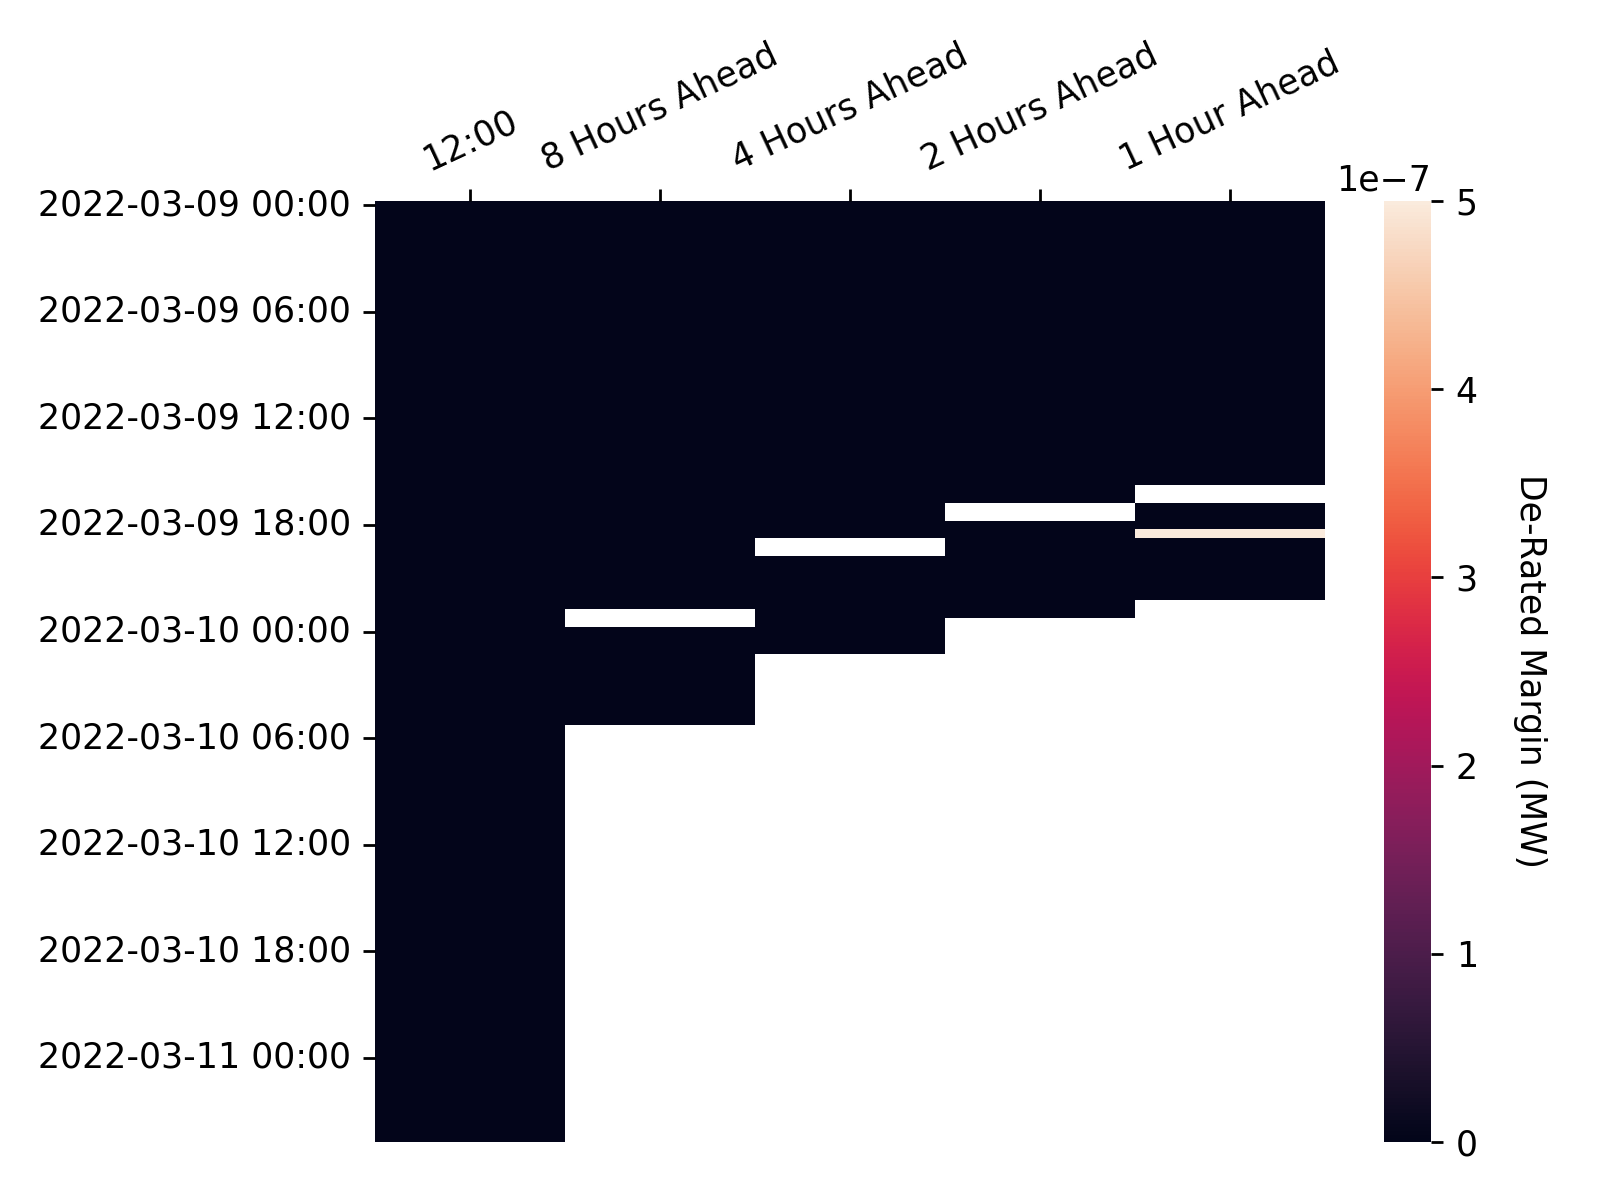 12:00
8 Hours Ahead
4 Hours Ahead
2 Hours Ahead
1 Hour Ahead
1e−7
2022-03-09 00:00
2022-03-09 06:00
2022-03-09 12:00
2022-03-09 18:00
2022-03-10 00:00
2022-03-10 06:00
2022-03-10 12:00
2022-03-10 18:00
2022-03-11 00:00
5
4
3
2
1
0
De-Rated Margin (MW)